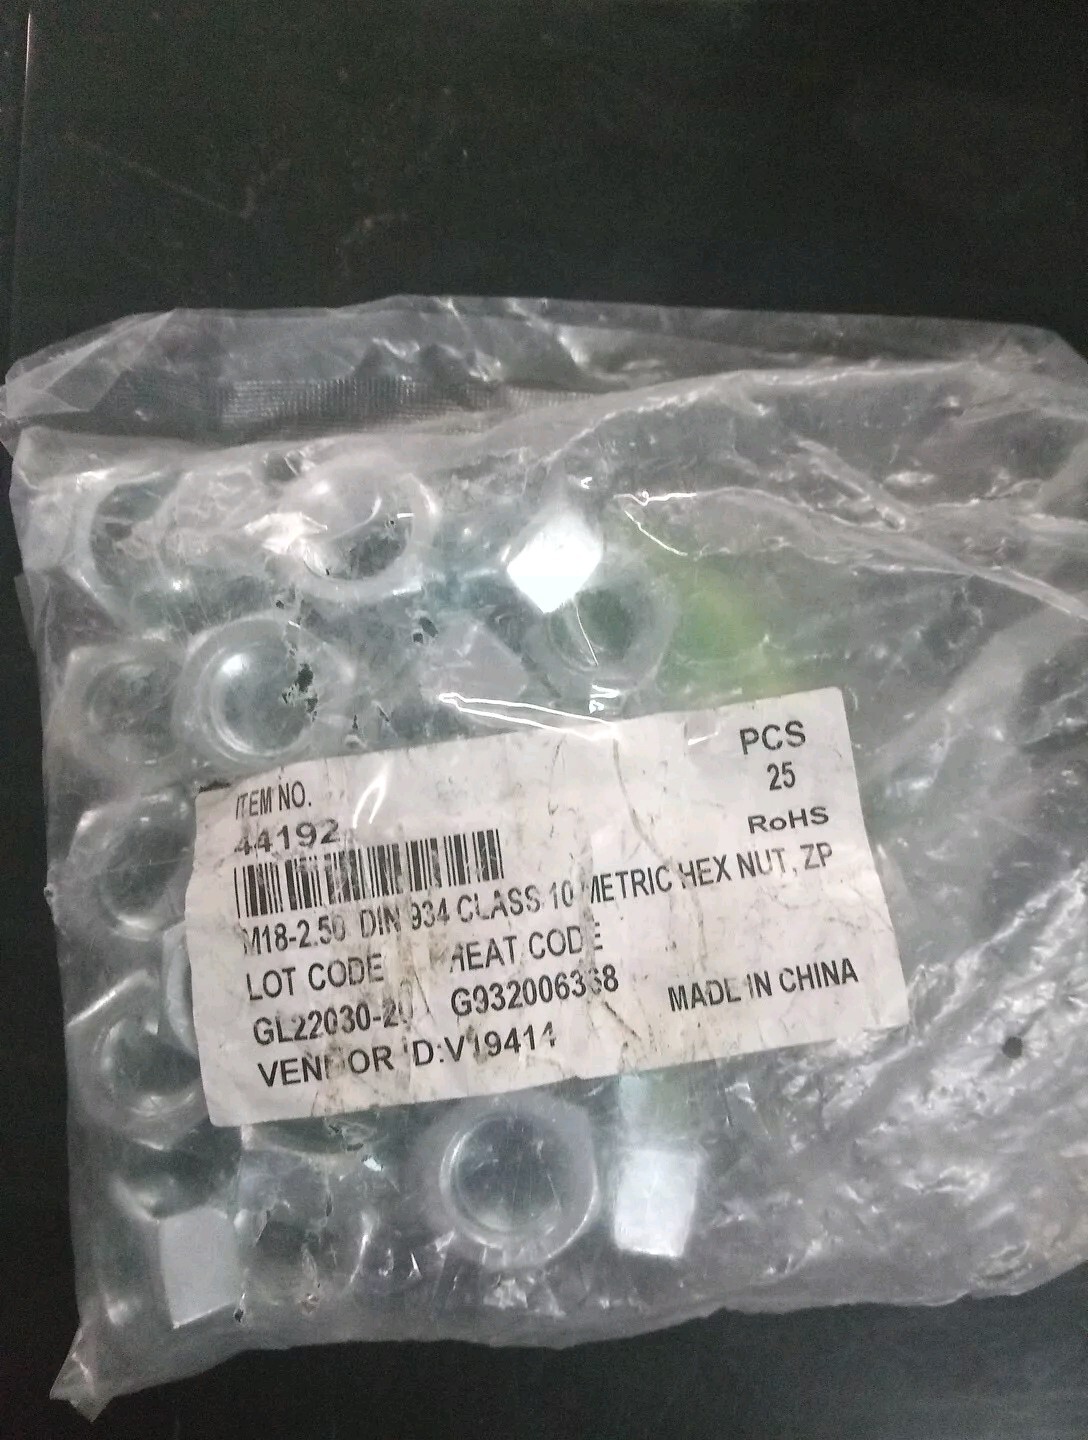 ITEM NO.
PCS
44192
25
RoHS
M18-2.50 DIN 934 CLASS 10 METRIC HEX NUT, ZP
LOT CODE HEAT CODE
GL22030-20 G932006368
MADE IN CHINA
VENDOR ID:V19414